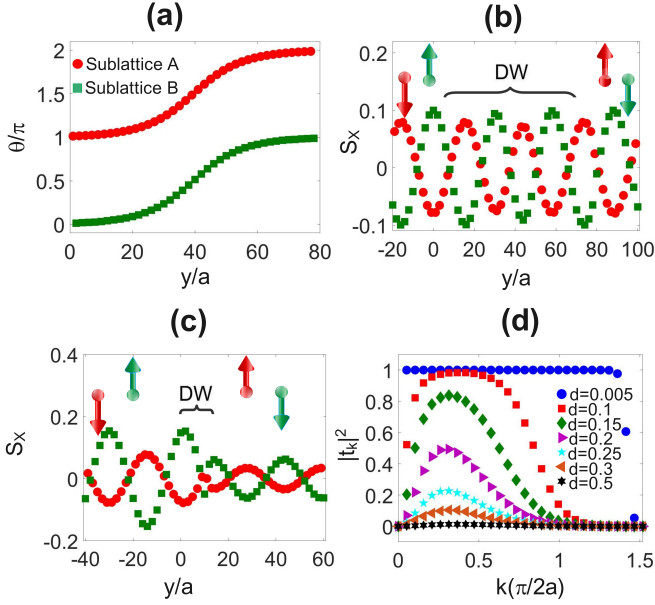 (a)
θ/π
2
1.5
1
0.5
0
Sublattice A
Sublattice B
0 20 40 60 80
y/a
(b)
S_X
0.2
0.1
0
-0.1
DW
-20 0 20 40 60 80 100
y/a
(c)
S_X
0.4
0.2
0
-0.2
DW
-40 -20 0 20 40 60
y/a
(d)
|t_k|²
1
0.8
0.6
0.4
0.2
0
d=0.005
d=0.1
d=0.15
d=0.2
d=0.25
d=0.3
d=0.5
0 0.5 1 1.5
k(π/2a)